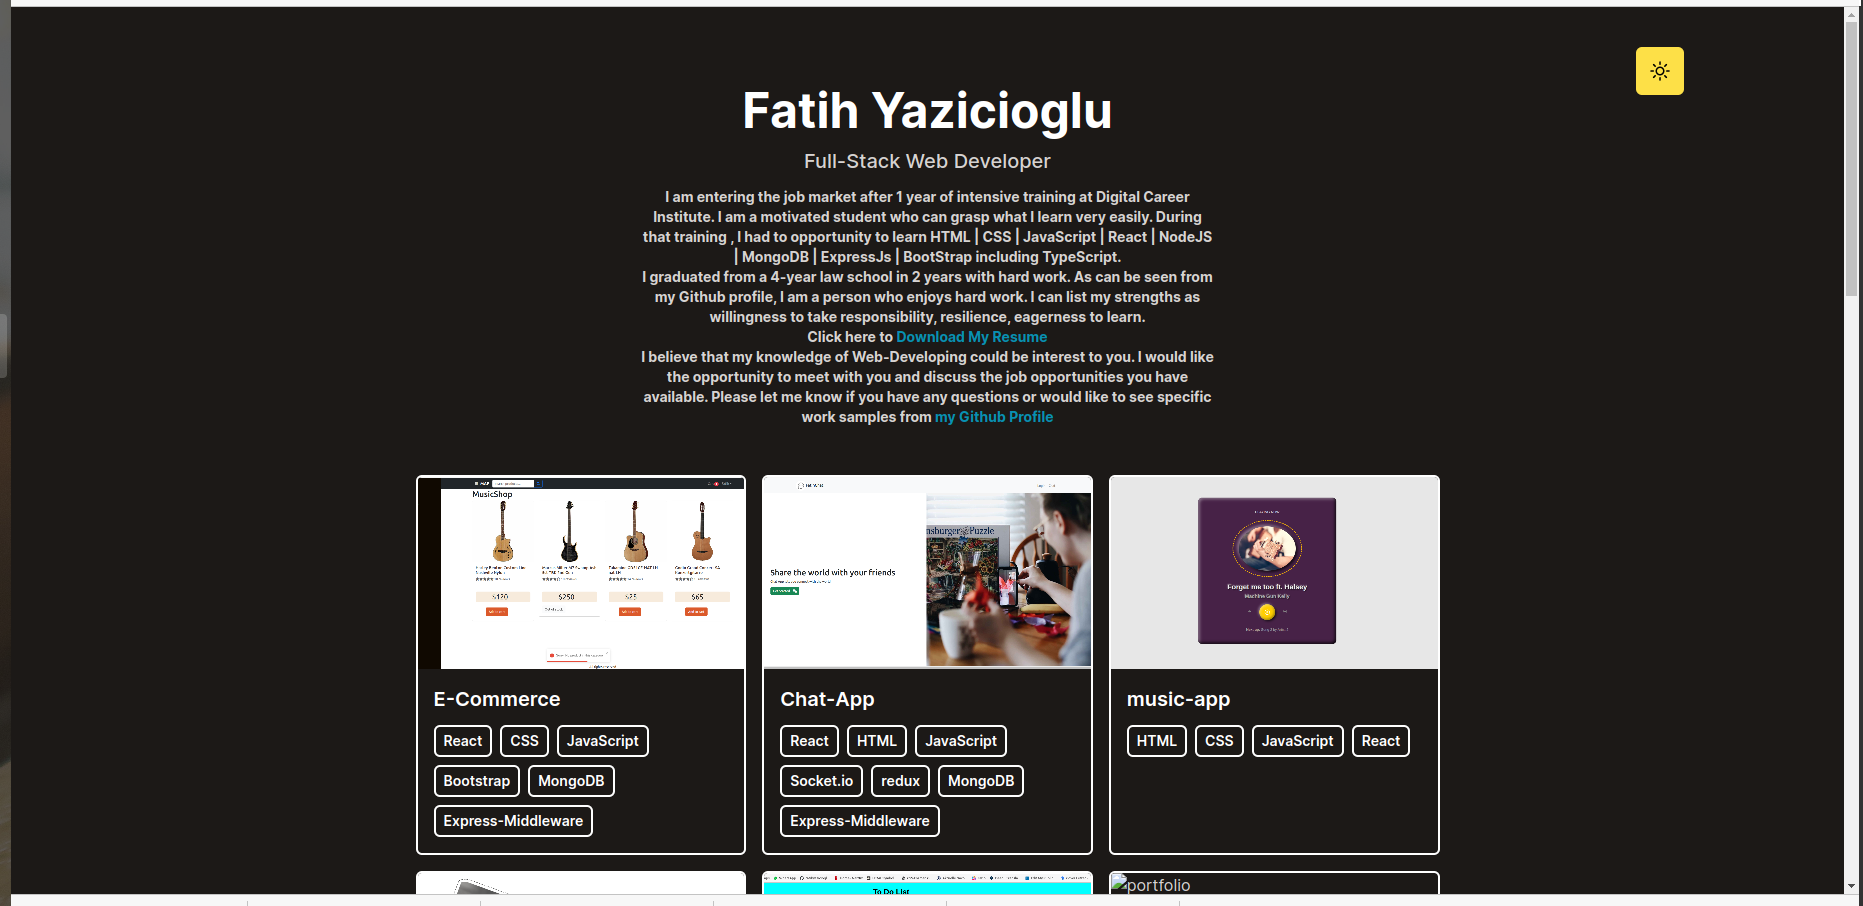 Fatih Yazicioglu
Full-Stack Web Developer
I am entering the job market after 1 year of intensive training at Digital Career
Institute. I am a motivated student who can grasp what I learn very easily. During
that training , I had to opportunity to learn HTML | CSS | JavaScript | React | NodeJS
| MongoDB | ExpressJs | BootStrap including TypeScript.
I graduated from a 4-year law school in 2 years with hard work. As can be seen from
my Github profile, I am a person who enjoys hard work. I can list my strengths as
willingness to take responsibility, resilience, eagerness to learn.
Click here to Download My Resume
I believe that my knowledge of Web-Developing could be interest to you. I would like
the opportunity to meet with you and discuss the job opportunities you have
available. Please let me know if you have any questions or would like to see specific
work samples from my Github Profile
MusicShop
$120 $250 $25 $65
nsburger Puzzle
Share the world with your friends
Forget me too ft. Halsey
Machine Gun Kelly
E-Commerce
React CSS JavaScript
Bootstrap MongoDB
Express-Middleware
Chat-App
React HTML JavaScript
Socket.io redux MongoDB
Express-Middleware
music-app
HTML CSS JavaScript React
To Do List
portfolio